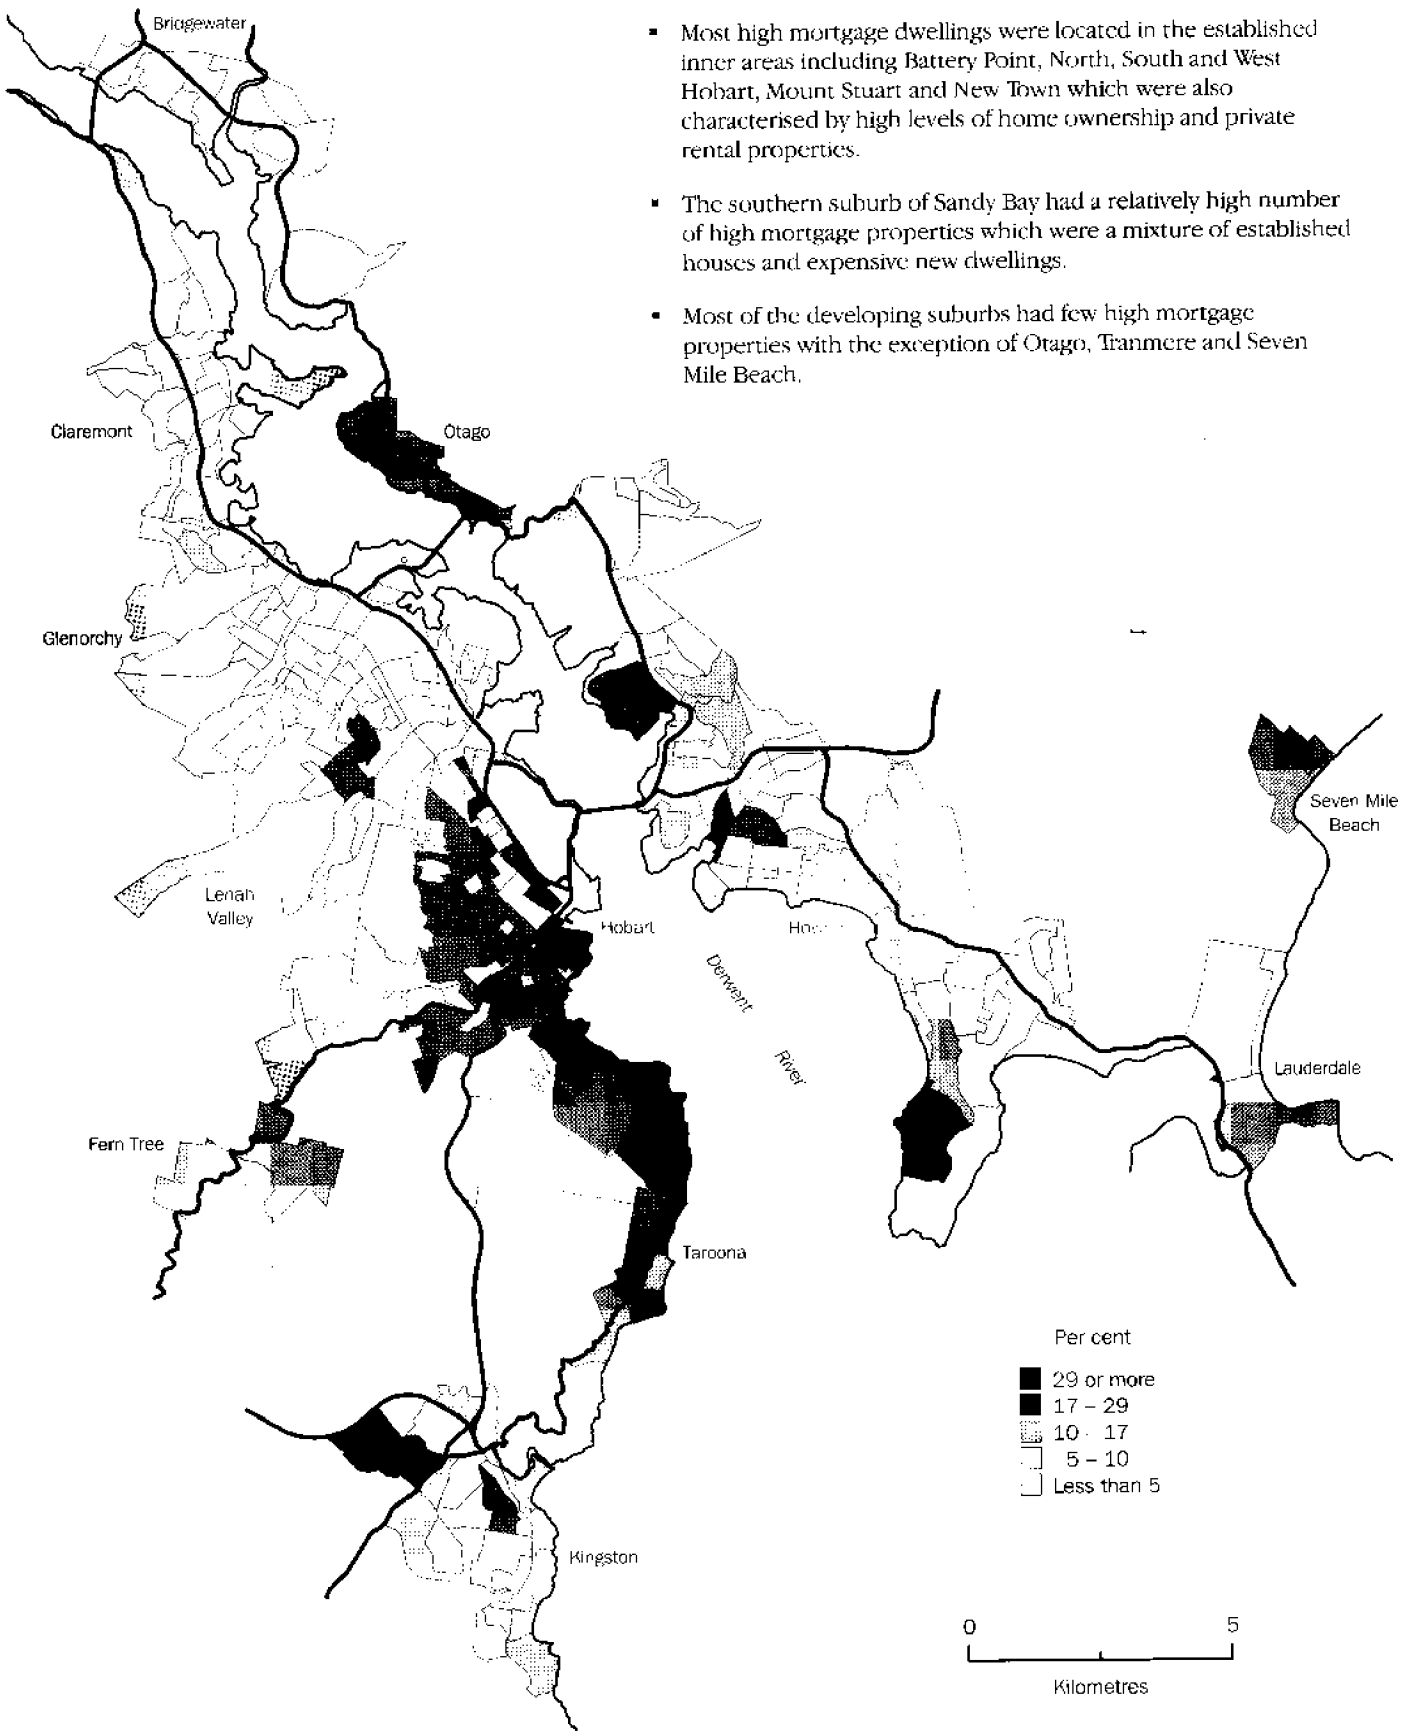 Bridgewater
▪ Most high mortgage dwellings were located in the established
inner areas including Battery Point, North, South and West
Hobart, Mount Stuart and New Town which were also
characterised by high levels of home ownership and private
rental properties.
▪ The southern suburb of Sandy Bay had a relatively high number
of high mortgage properties which were a mixture of established
houses and expensive new dwellings.
▪ Most of the developing suburbs had few high mortgage
properties with the exception of Otago, Tranmere and Seven
Mile Beach.
Claremont
Otago
Glenorchy
Seven Mile
Beach
Lenah
Valley
Hobart
Derwent
River
Lauderdale
Fern Tree
Taroona
Per cent
29 or more
17 – 29
10 - 17
5 – 10
Less than 5
Kingston
0 5
Kilometres